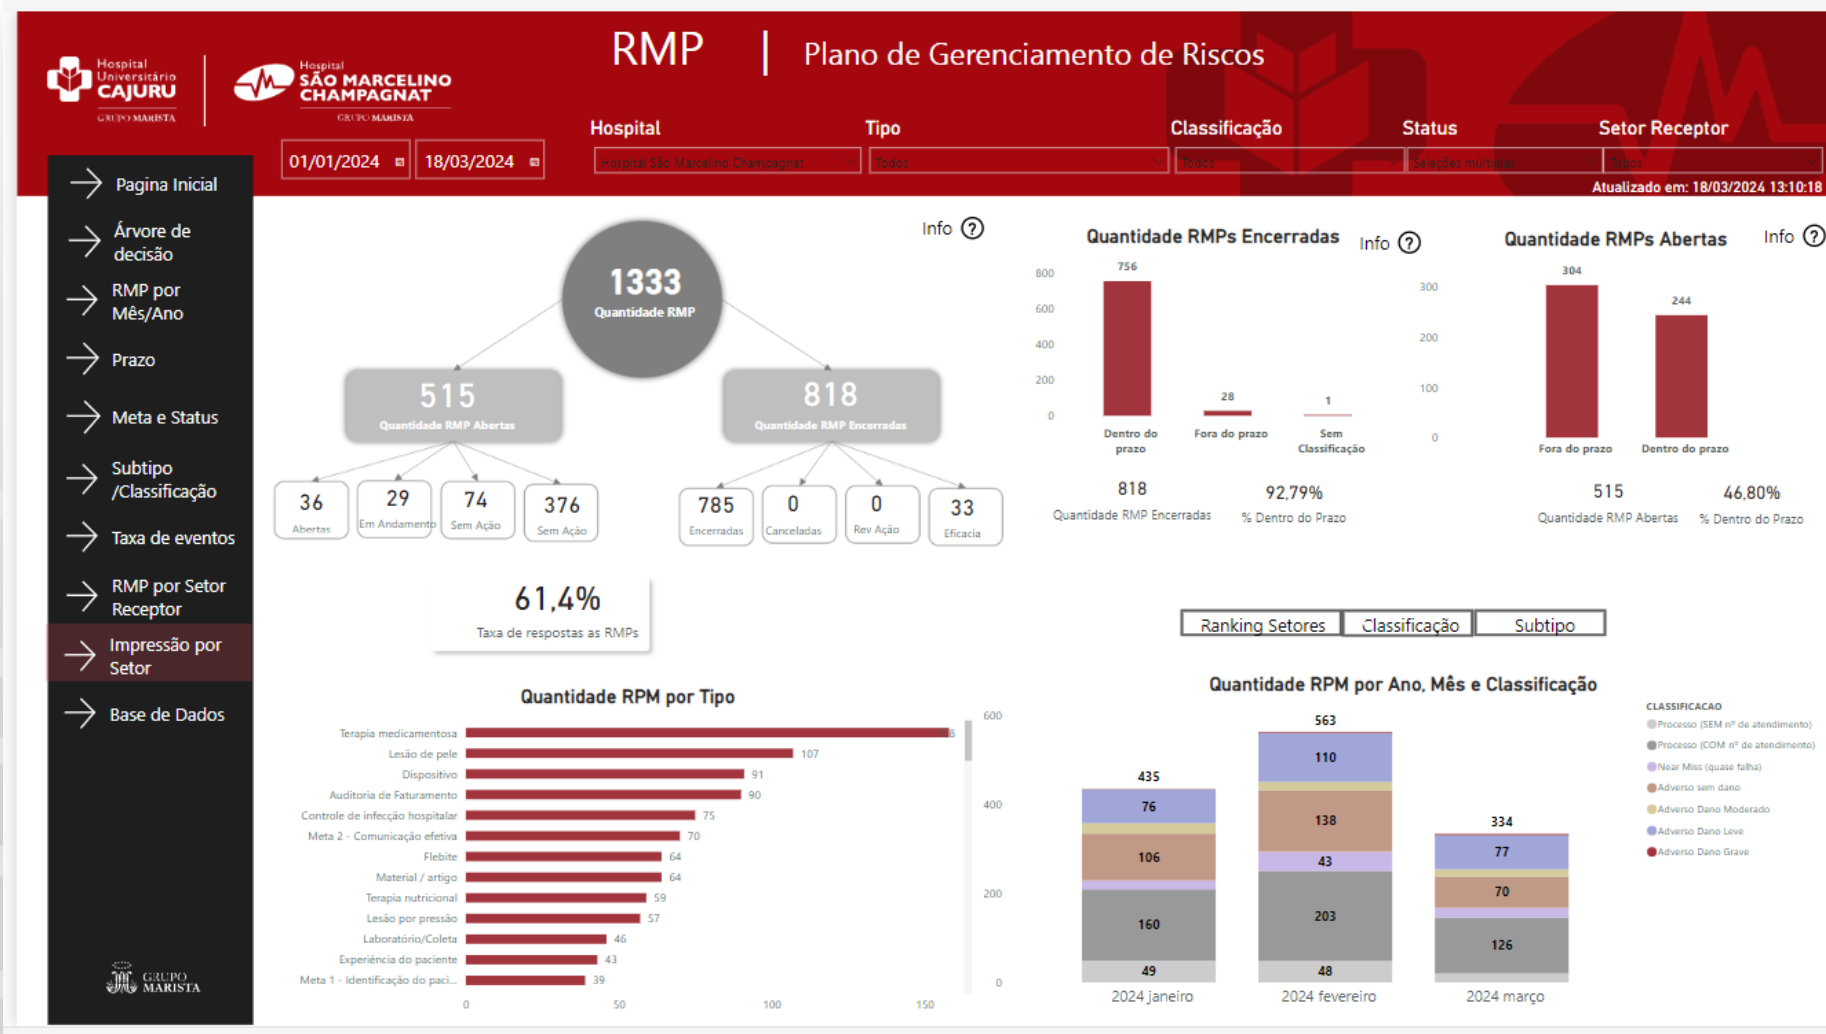 RMP | Plano de Gerenciamento de Riscos
Hospital
Universitário
CAJURU
GRUPO MARISTA
Hospital
SÃO MARCELINO
CHAMPAGNAT
GRUPO MARISTA
01/01/2024
18/03/2024
Hospital
Hospital São Marcelino Champagnat
Tipo
Todos
Classificação
Todos
Status
Seleções múltiplas
Setor Receptor
Todos
Atualizado em: 18/03/2024 13:10:18
Pagina Inicial
Árvore de
decisão
RMP por
Mês/Ano
Prazo
Meta e Status
Subtipo
/Classificação
Taxa de eventos
RMP por Setor
Receptor
Impressão por
Setor
Base de Dados
GRUPO
MARISTA
Info ?
1333
Quantidade RMP
515
Quantidade RMP Abertas
818
Quantidade RMP Encerradas
36
Abertas
29
Em Andamento
74
Sem Ação
376
Sem Ação
785
Encerradas
0
Canceladas
0
Rev Ação
33
Eficacia
61,4%
Taxa de respostas as RMPs
Quantidade RMPs Encerradas
Info ?
800
600
400
200
0
756
28
1
Dentro do
prazo
Fora do prazo
Sem
Classificação
818
Quantidade RMP Encerradas
92,79%
% Dentro do Prazo
Quantidade RMPs Abertas
Info ?
300
200
100
0
304
244
Fora do prazo
Dentro do prazo
515
Quantidade RMP Abertas
46,80%
% Dentro do Prazo
Quantidade RPM por Tipo
Terapia medicamentosa
Lesão de pele 107
Dispositivo 91
Auditoria de Faturamento 90
Controle de infecção hospitalar 75
Meta 2 - Comunicação efetiva 70
Flebite 64
Material / artigo 64
Terapia nutricional 59
Lesão por pressão 57
Laboratório/Coleta 46
Experiência do paciente 43
Meta 1 - Identificação do paci... 39
0 50 100 150
Ranking Setores
Classificação
Subtipo
Quantidade RPM por Ano, Mês e Classificação
600
400
200
0
435
76
106
160
49
2024 janeiro
563
110
138
43
203
48
2024 fevereiro
334
77
70
126
2024 março
CLASSIFICACAO
Processo (SEM nº de atendimento)
Processo (COM nº de atendimento)
Near Miss (quase falha)
Adverso sem dano
Adverso Dano Moderado
Adverso Dano Leve
Adverso Dano Grave